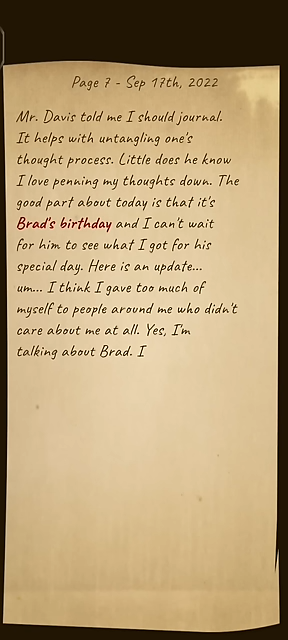 Page 7 - Sep 17th, 2022
Mr. Davis told me I should journal.
It helps with untangling one's
thought process. Little does he know
I love penning my thoughts down. The
good part about today is that it's
Brad's birthday and I can't wait
for him to see what I got for his
special day. Here is an update...
um... I think I gave too much of
myself to people around me who didn't
care about me at all. Yes, I'm
talking about Brad. I